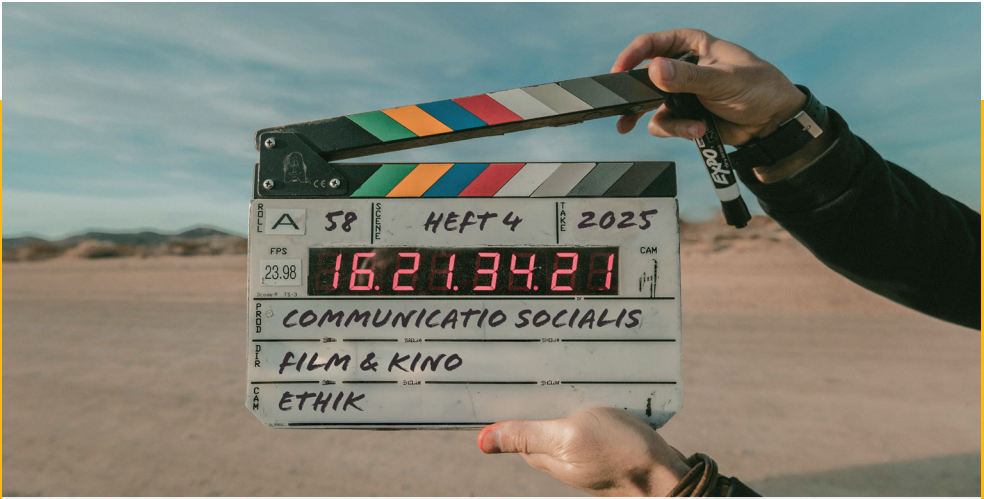 ROLL A 58 SCENE HEFT 4 TAKE 2025
FPS CAM
23.98 16.21.34.21
PROD COMMUNICATIO SOCIALIS
DIR FILM & KINO
CAM ETHIK
CE
EXPO